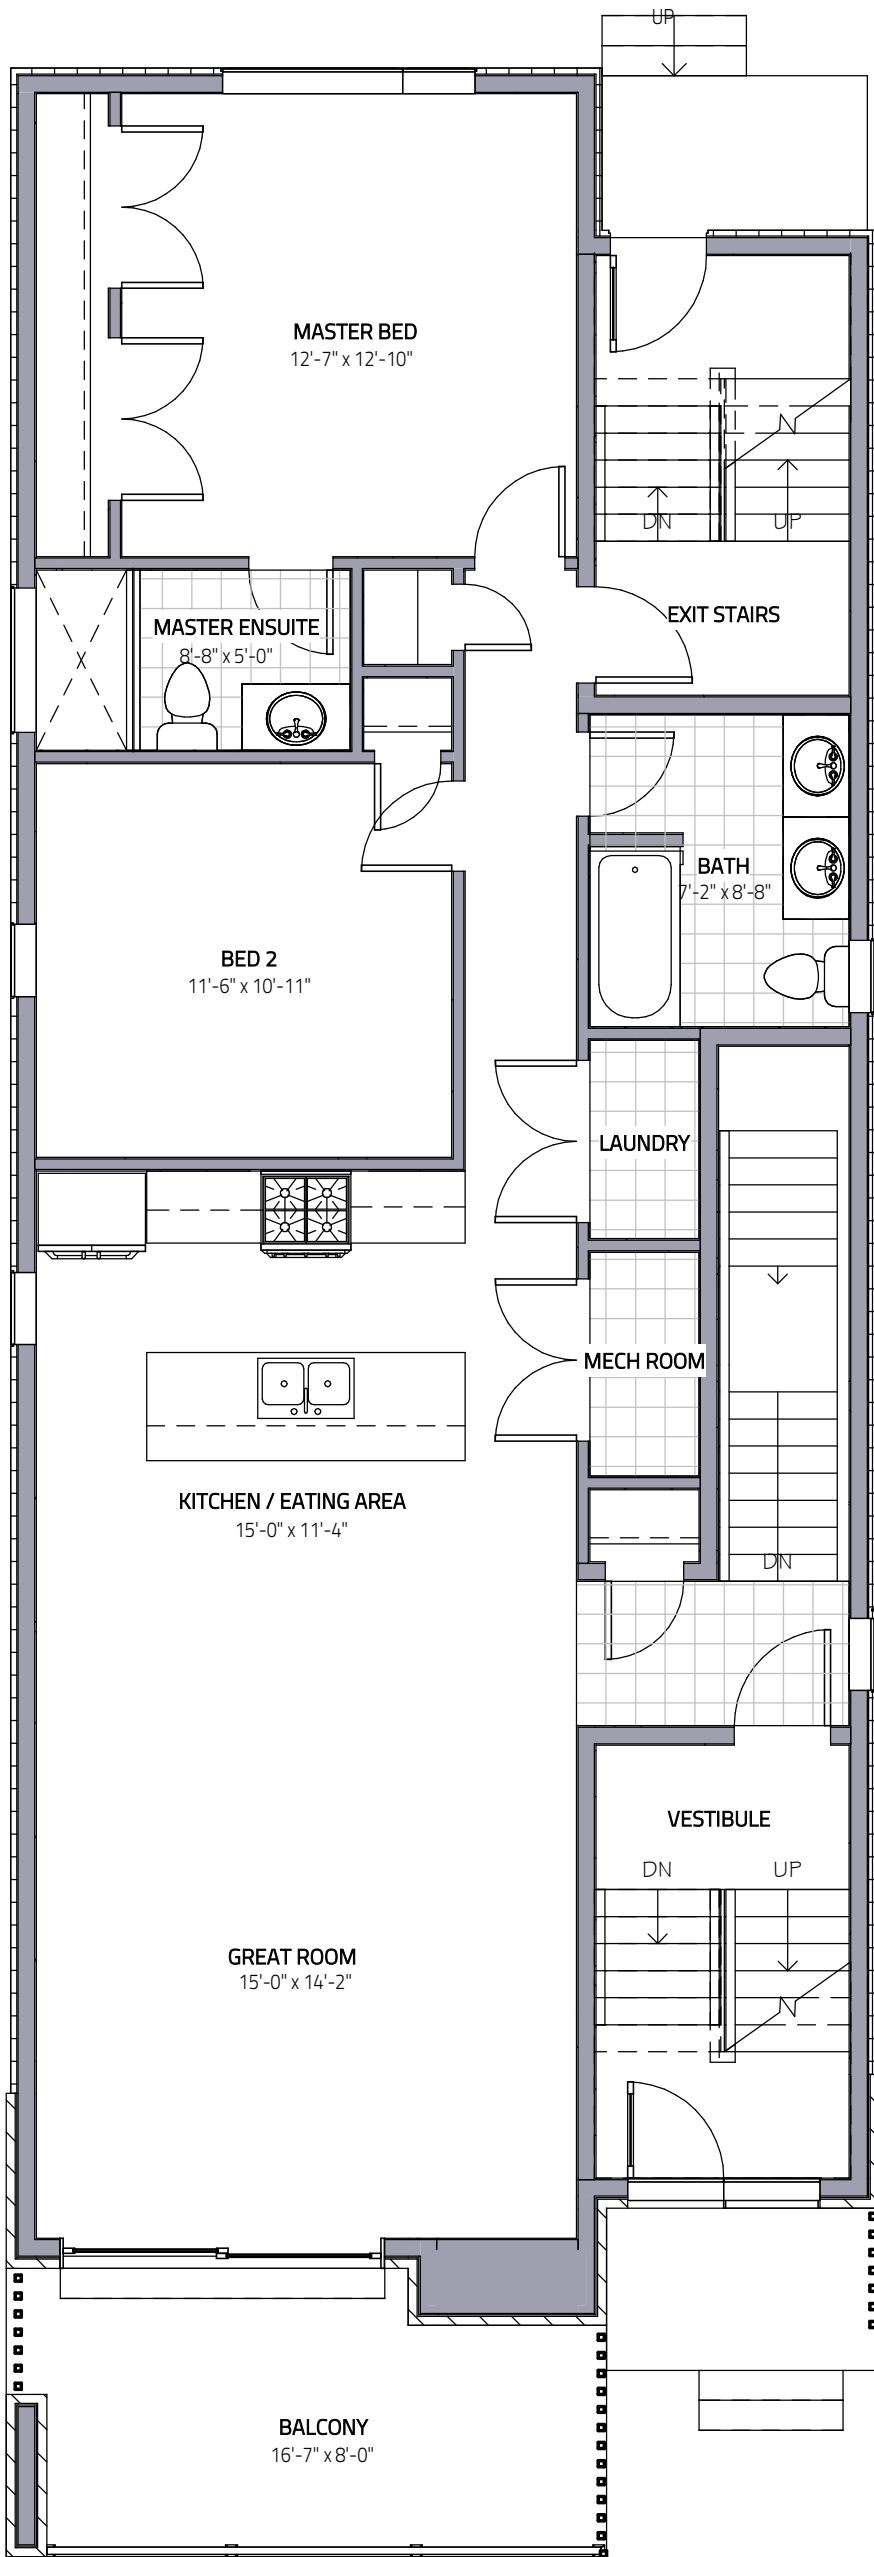 UP
MASTER BED
12'-7" x 12'-10"
DN
UP
EXIT STAIRS
MASTER ENSUITE
8'-8" x 5'-0"
BATH
7'-2" x 8'-8"
BED 2
11'-6" x 10'-11"
LAUNDRY
MECH ROOM
KITCHEN / EATING AREA
15'-0" x 11'-4"
DN
VESTIBULE
DN
UP
GREAT ROOM
15'-0" x 14'-2"
BALCONY
16'-7" x 8'-0"